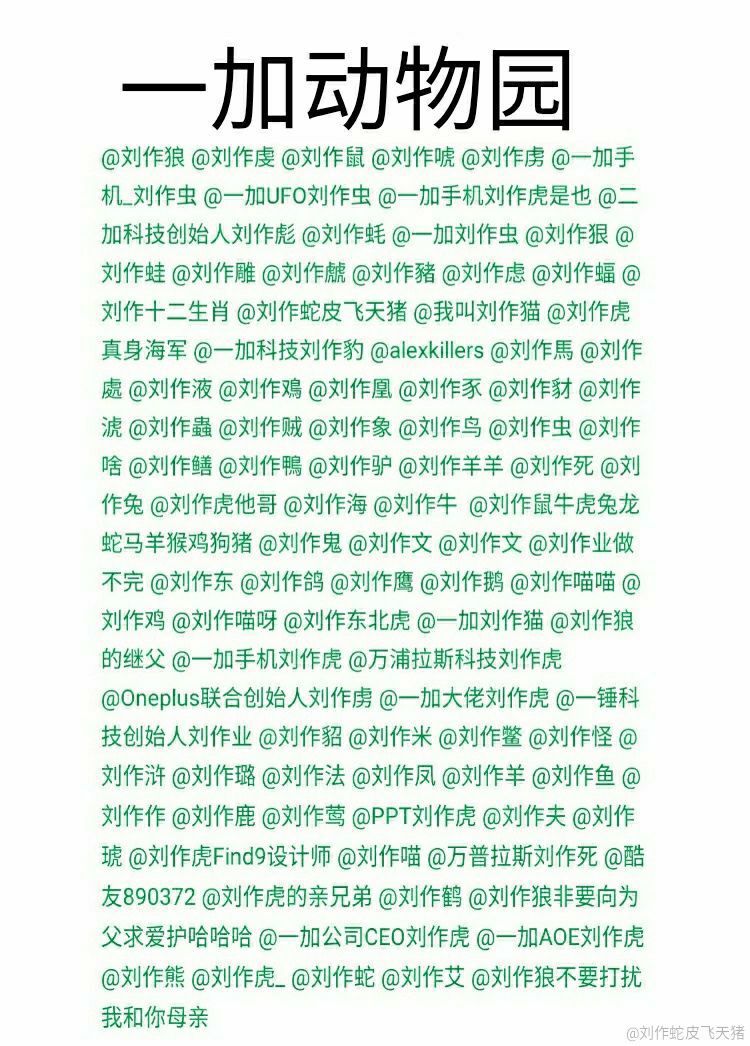 一加动物园
@刘作狼 @刘作虔 @刘作鼠 @刘作唬 @刘作虏 @一加手
机_刘作虫 @一加UFO刘作虫 @一加手机刘作虎是也 @二
加科技创始人刘作彪 @刘作蚝 @一加刘作虫 @刘作狠 @
刘作蛙 @刘作雕 @刘作虣 @刘作豬 @刘作虑 @刘作蝠 @
刘作十二生肖 @刘作蛇皮飞天猪 @我叫刘作猫 @刘作虎
真身海军 @一加科技刘作豹 @alexkillers @刘作馬 @刘作
處 @刘作液 @刘作鳮 @刘作凰 @刘作豖 @刘作豺 @刘作
滮 @刘作蟲 @刘作贼 @刘作象 @刘作鸟 @刘作虫 @刘作
啥 @刘作鳝 @刘作鴨 @刘作驴 @刘作羊羊 @刘作死 @刘
作兔 @刘作虎他哥 @刘作海 @刘作牛 @刘作鼠牛虎兔龙
蛇马羊猴鸡狗猪 @刘作鬼 @刘作文 @刘作文 @刘作业做
不完 @刘作东 @刘作鸽 @刘作鹰 @刘作鹅 @刘作喵喵 @
刘作鸡 @刘作喵呀 @刘作东北虎 @一加刘作猫 @刘作狼
的继父 @一加手机刘作虎 @万浦拉斯科技刘作虎
@Oneplus联合创始人刘作虏 @一加大佬刘作虎 @一锤科
技创始人刘作业 @刘作貂 @刘作米 @刘作鳖 @刘作怪 @
刘作浒 @刘作璐 @刘作法 @刘作凤 @刘作羊 @刘作鱼 @
刘作作 @刘作鹿 @刘作莺 @PPT刘作虎 @刘作夫 @刘作
琥 @刘作虎Find9设计师 @刘作喵 @万普拉斯刘作死 @酷
友890372 @刘作虎的亲兄弟 @刘作鹤 @刘作狼非要向为
父求爱护哈哈哈 @一加公司CEO刘作虎 @一加AOE刘作虎
@刘作熊 @刘作虎_ @刘作蛇 @刘作艾 @刘作狼不要打扰
我和你母亲
@刘作蛇皮飞天猪